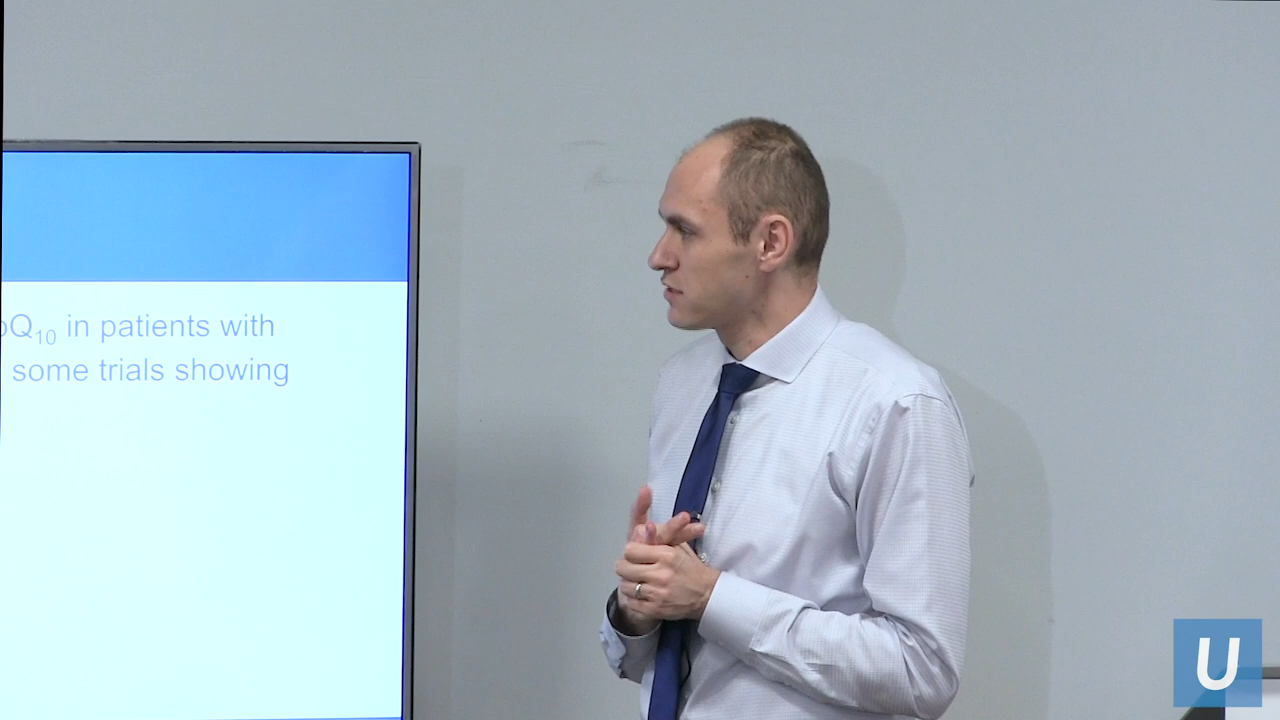 Q₁₀ in patients with
some trials showing
U